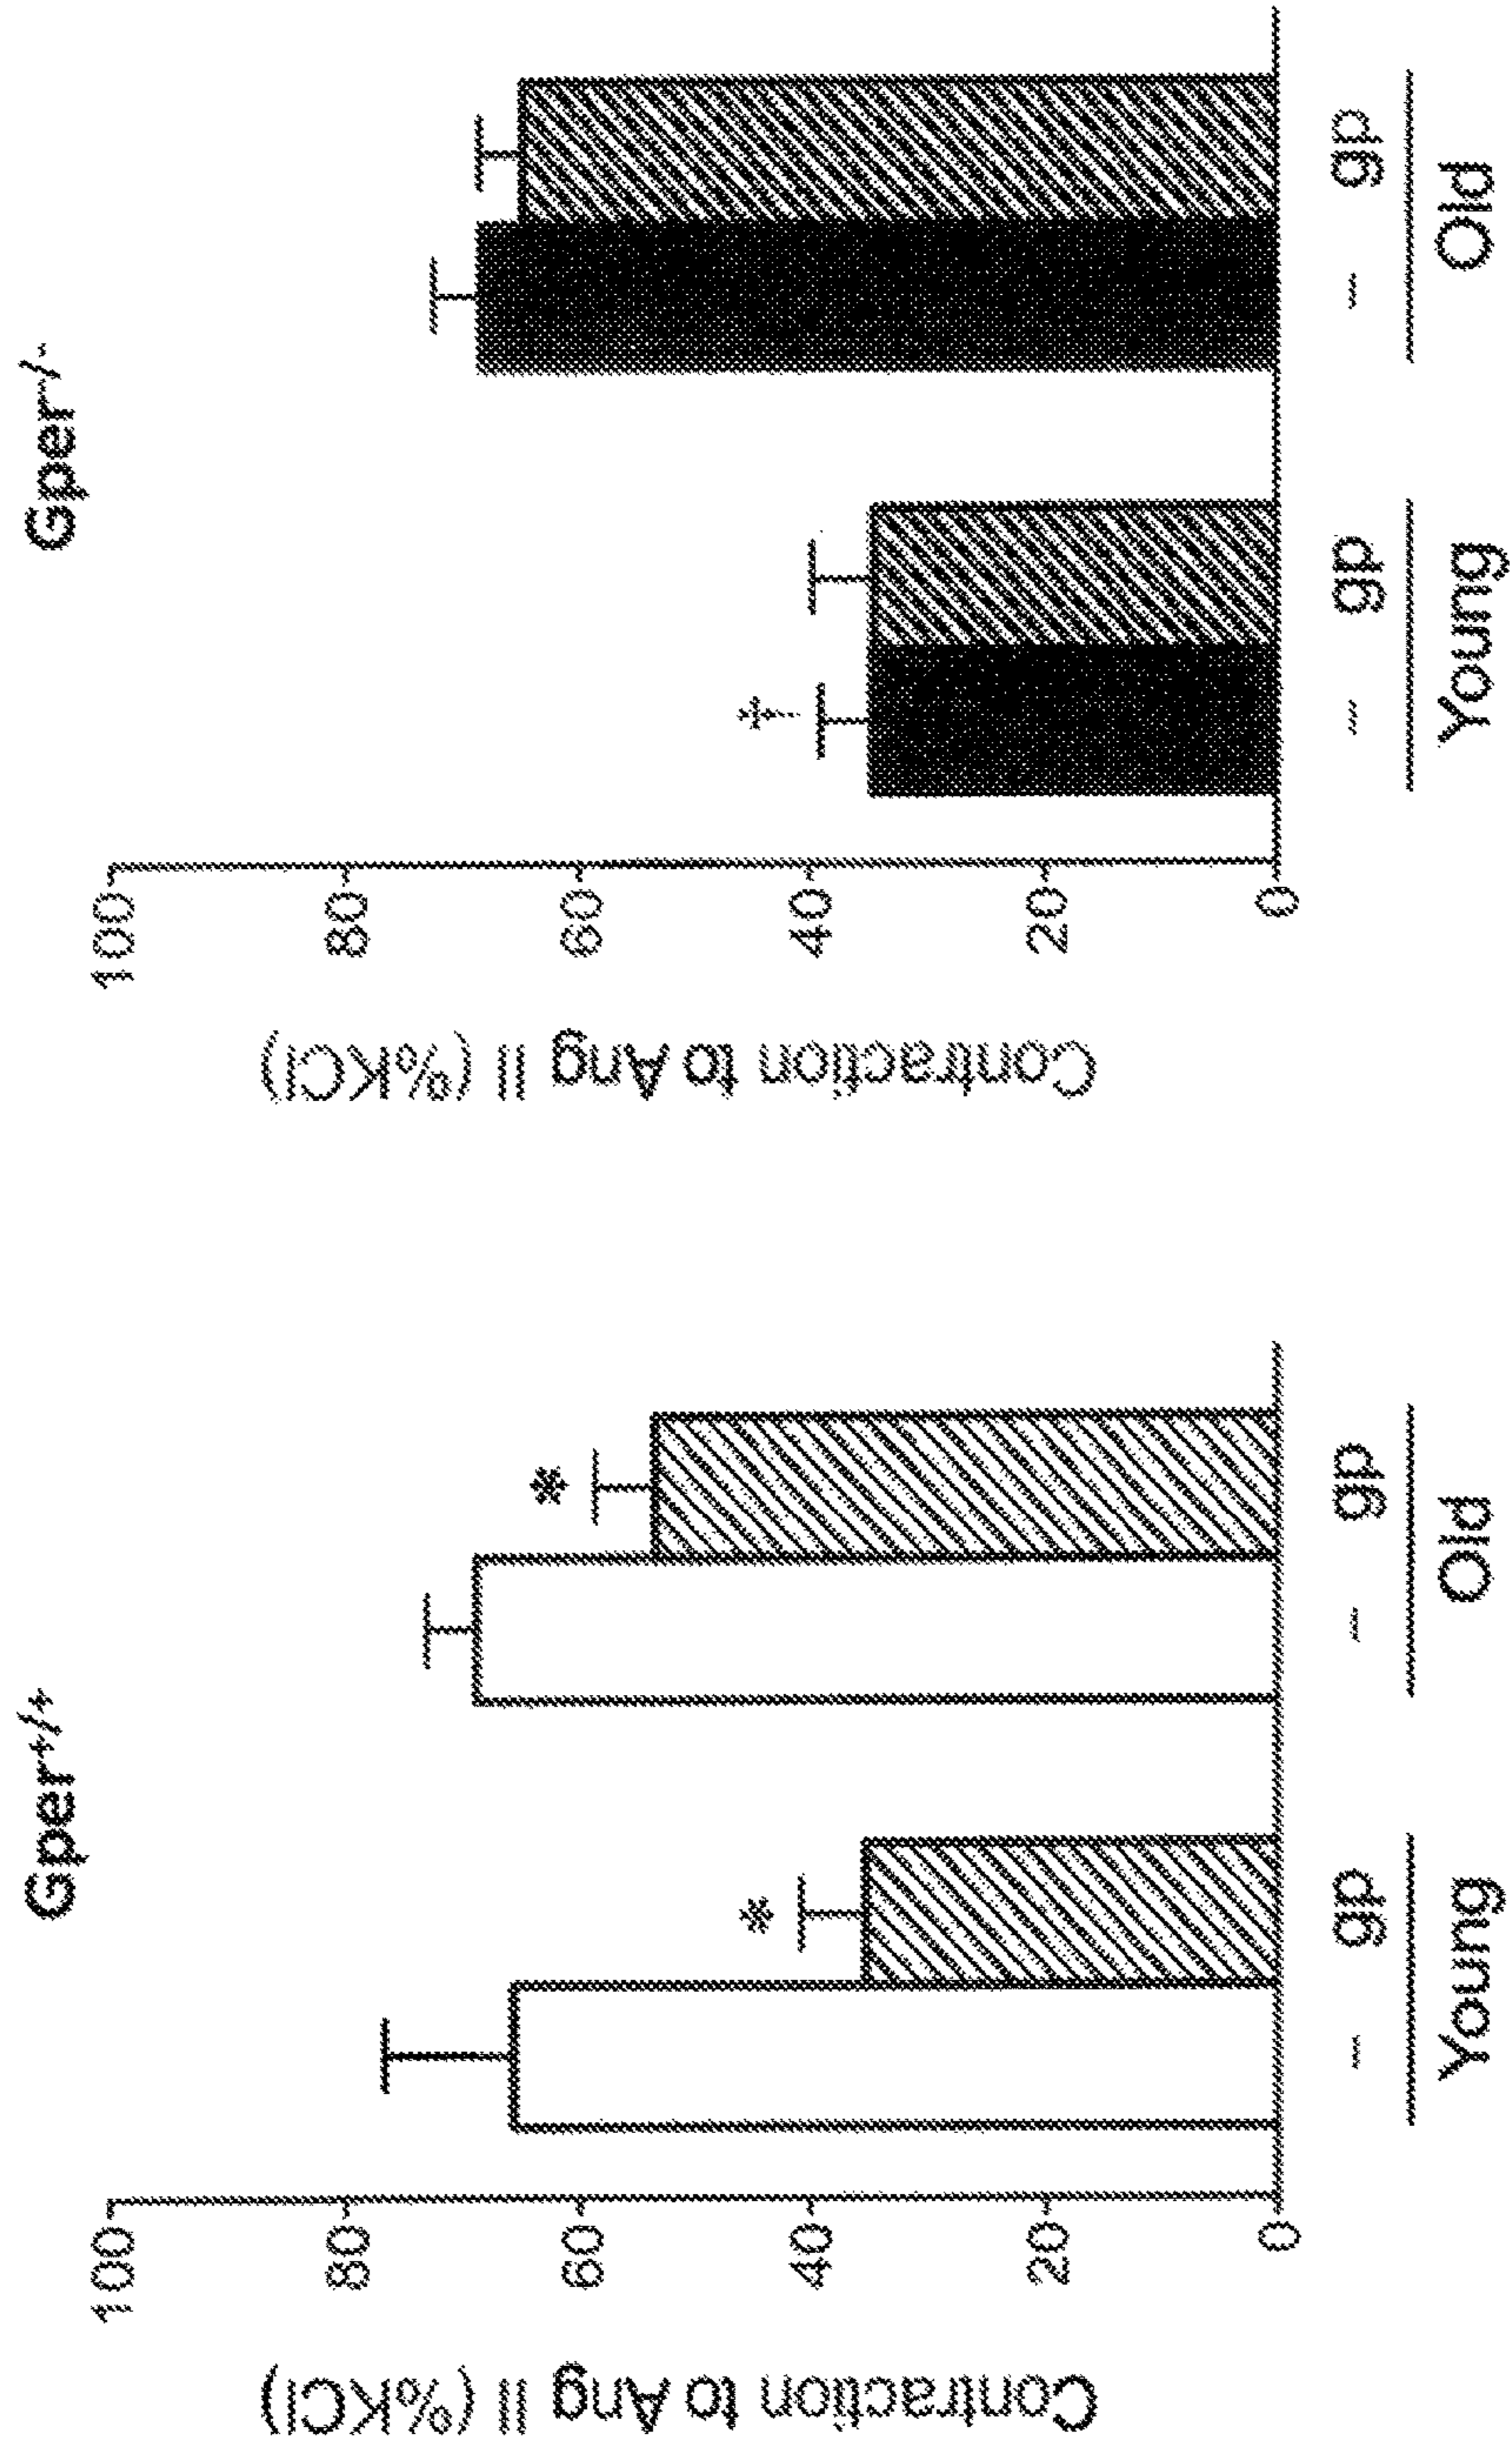 Gper+/+
Contraction to Ang II (%KCl)
100
80
60
40
20
0
*
*
– gp – gp
Young Old
Gper-/-
Contraction to Ang II (%KCl)
100
80
60
40
20
0
†
– gp – gp
Young Old